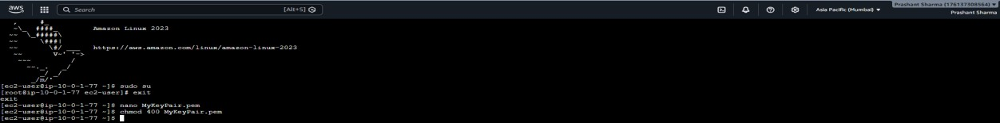 aws
Search
[Alt+S]
Asia Pacific (Mumbai)
Prashant Sharma (176137308564)
Prashant Sharma
Amazon Linux 2023
https://aws.amazon.com/linux/amazon-linux-2023
[ec2-user@ip-10-0-1-77 ~]$ sudo su
[root@ip-10-0-1-77 ec2-user]# exit
exit
[ec2-user@ip-10-0-1-77 ~]$ nano MyKeyPair.pem
[ec2-user@ip-10-0-1-77 ~]$ chmod 400 MyKeyPair.pem
[ec2-user@ip-10-0-1-77 ~]$